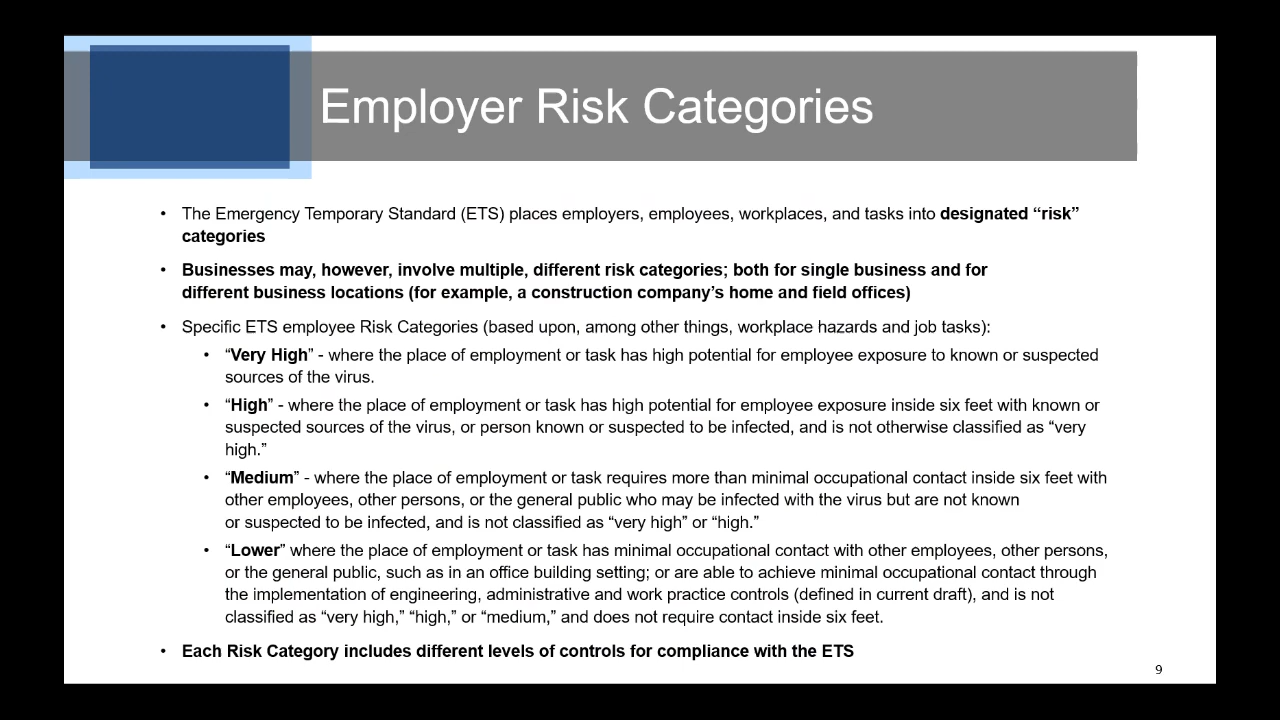 Employer Risk Categories
• The Emergency Temporary Standard (ETS) places employers, employees, workplaces, and tasks into designated “risk”
categories
• Businesses may, however, involve multiple, different risk categories; both for single business and for
different business locations (for example, a construction company’s home and field offices)
• Specific ETS employee Risk Categories (based upon, among other things, workplace hazards and job tasks):
• “Very High” - where the place of employment or task has high potential for employee exposure to known or suspected
sources of the virus.
• “High” - where the place of employment or task has high potential for employee exposure inside six feet with known or
suspected sources of the virus, or person known or suspected to be infected, and is not otherwise classified as “very
high.”
• “Medium” - where the place of employment or task requires more than minimal occupational contact inside six feet with
other employees, other persons, or the general public who may be infected with the virus but are not known
or suspected to be infected, and is not classified as “very high” or “high.”
• “Lower” where the place of employment or task has minimal occupational contact with other employees, other persons,
or the general public, such as in an office building setting; or are able to achieve minimal occupational contact through
the implementation of engineering, administrative and work practice controls (defined in current draft), and is not
classified as “very high,” “high,” or “medium,” and does not require contact inside six feet.
• Each Risk Category includes different levels of controls for compliance with the ETS
9